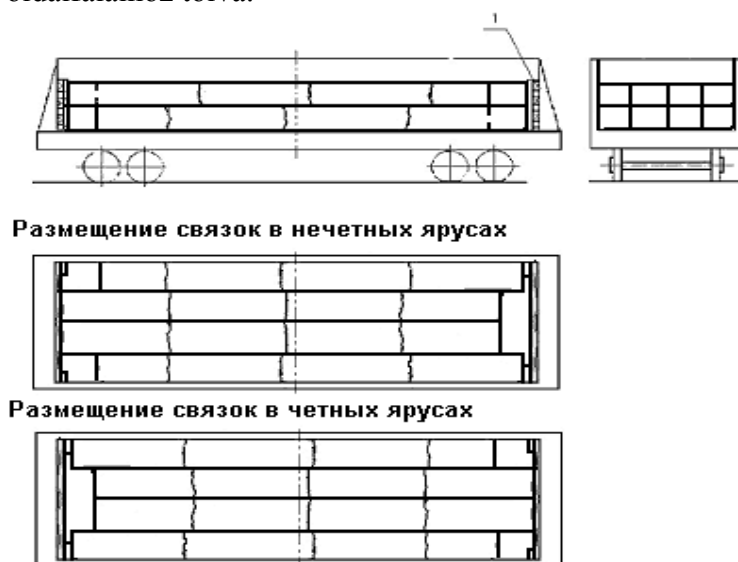 1
Размещение связок в нечетных ярусах
Размещение связок в четных ярусах